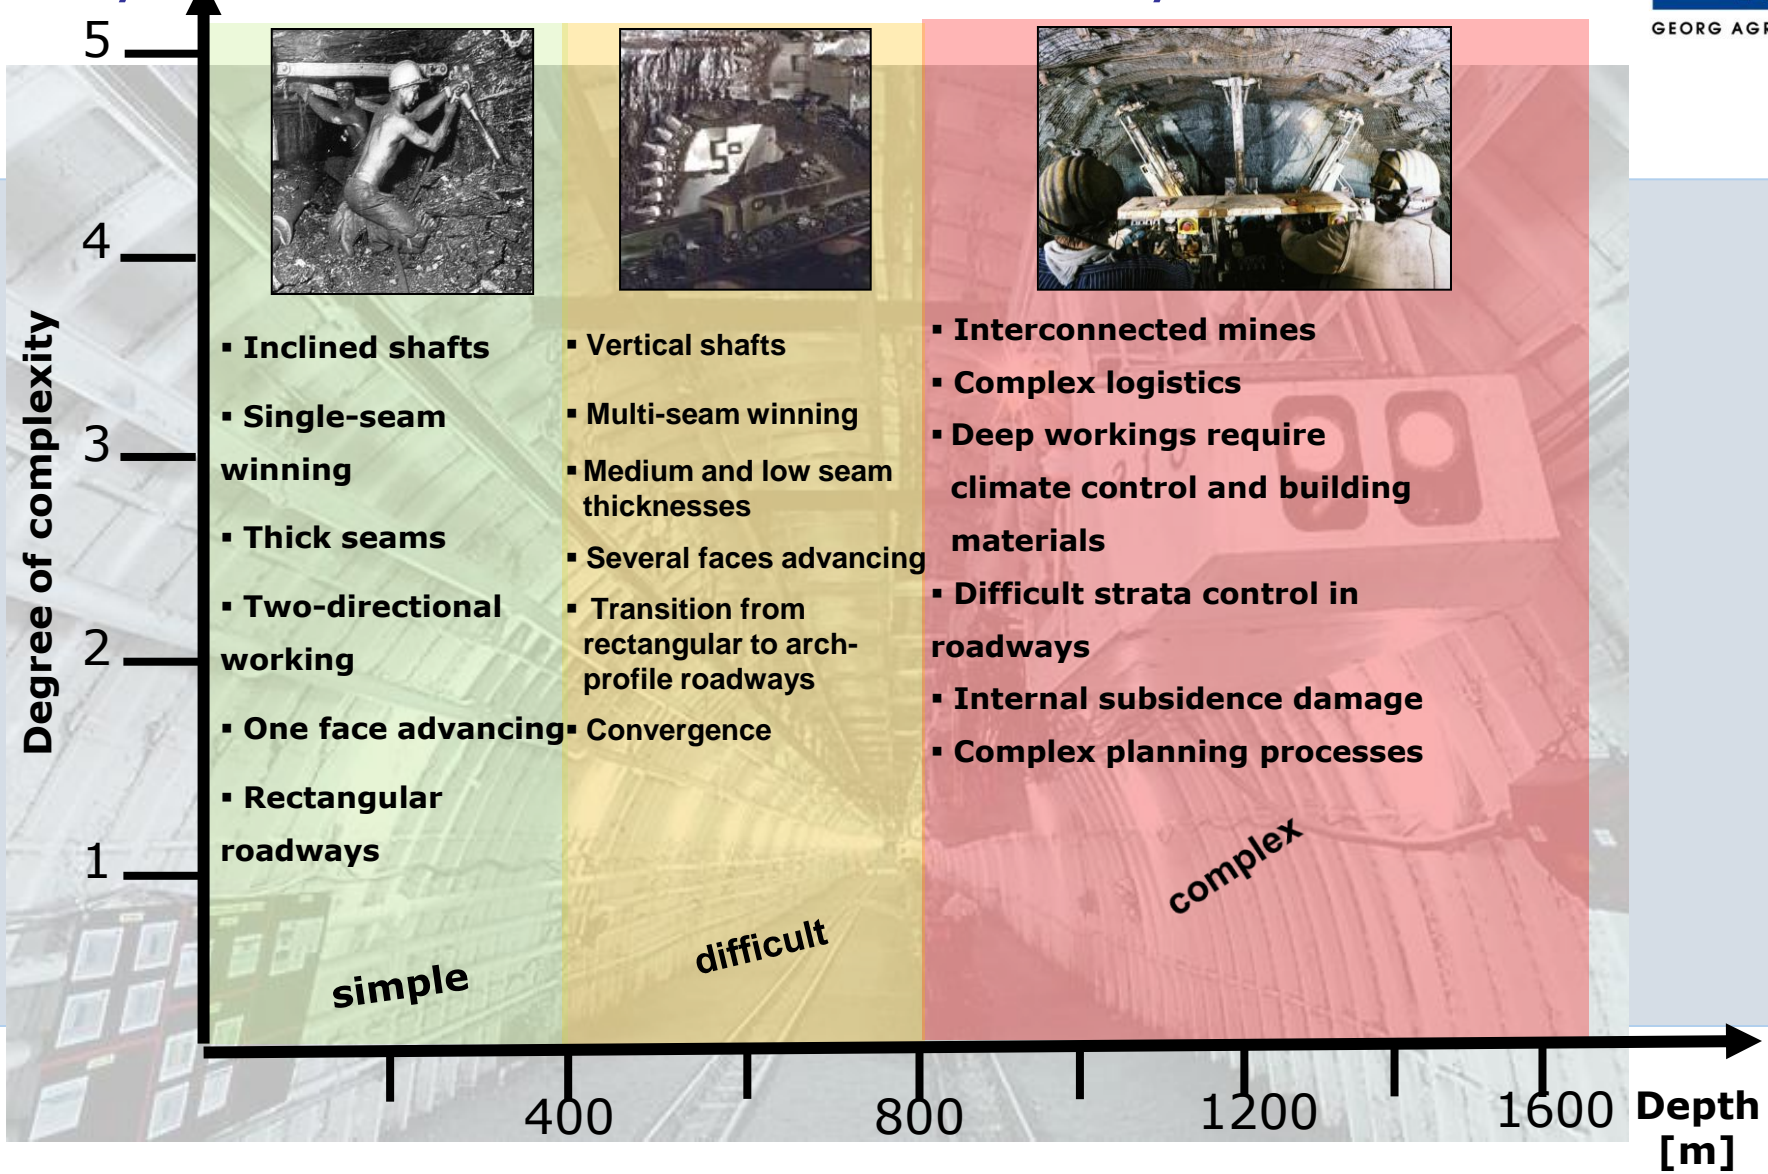 GEORG AGR
5
4
3
2
1
Degree of complexity
5°
▪ Inclined shafts
▪ Single-seam
winning
▪ Thick seams
▪ Two-directional
working
▪ One face advancing
▪ Rectangular
roadways
simple
▪ Vertical shafts
▪ Multi-seam winning
▪ Medium and low seam
thicknesses
▪ Several faces advancing
▪ Transition from
rectangular to arch-
profile roadways
▪ Convergence
difficult
▪ Interconnected mines
▪ Complex logistics
▪ Deep workings require
climate control and building
materials
▪ Difficult strata control in
roadways
▪ Internal subsidence damage
▪ Complex planning processes
complex
400
800
1200
1600
Depth
[m]